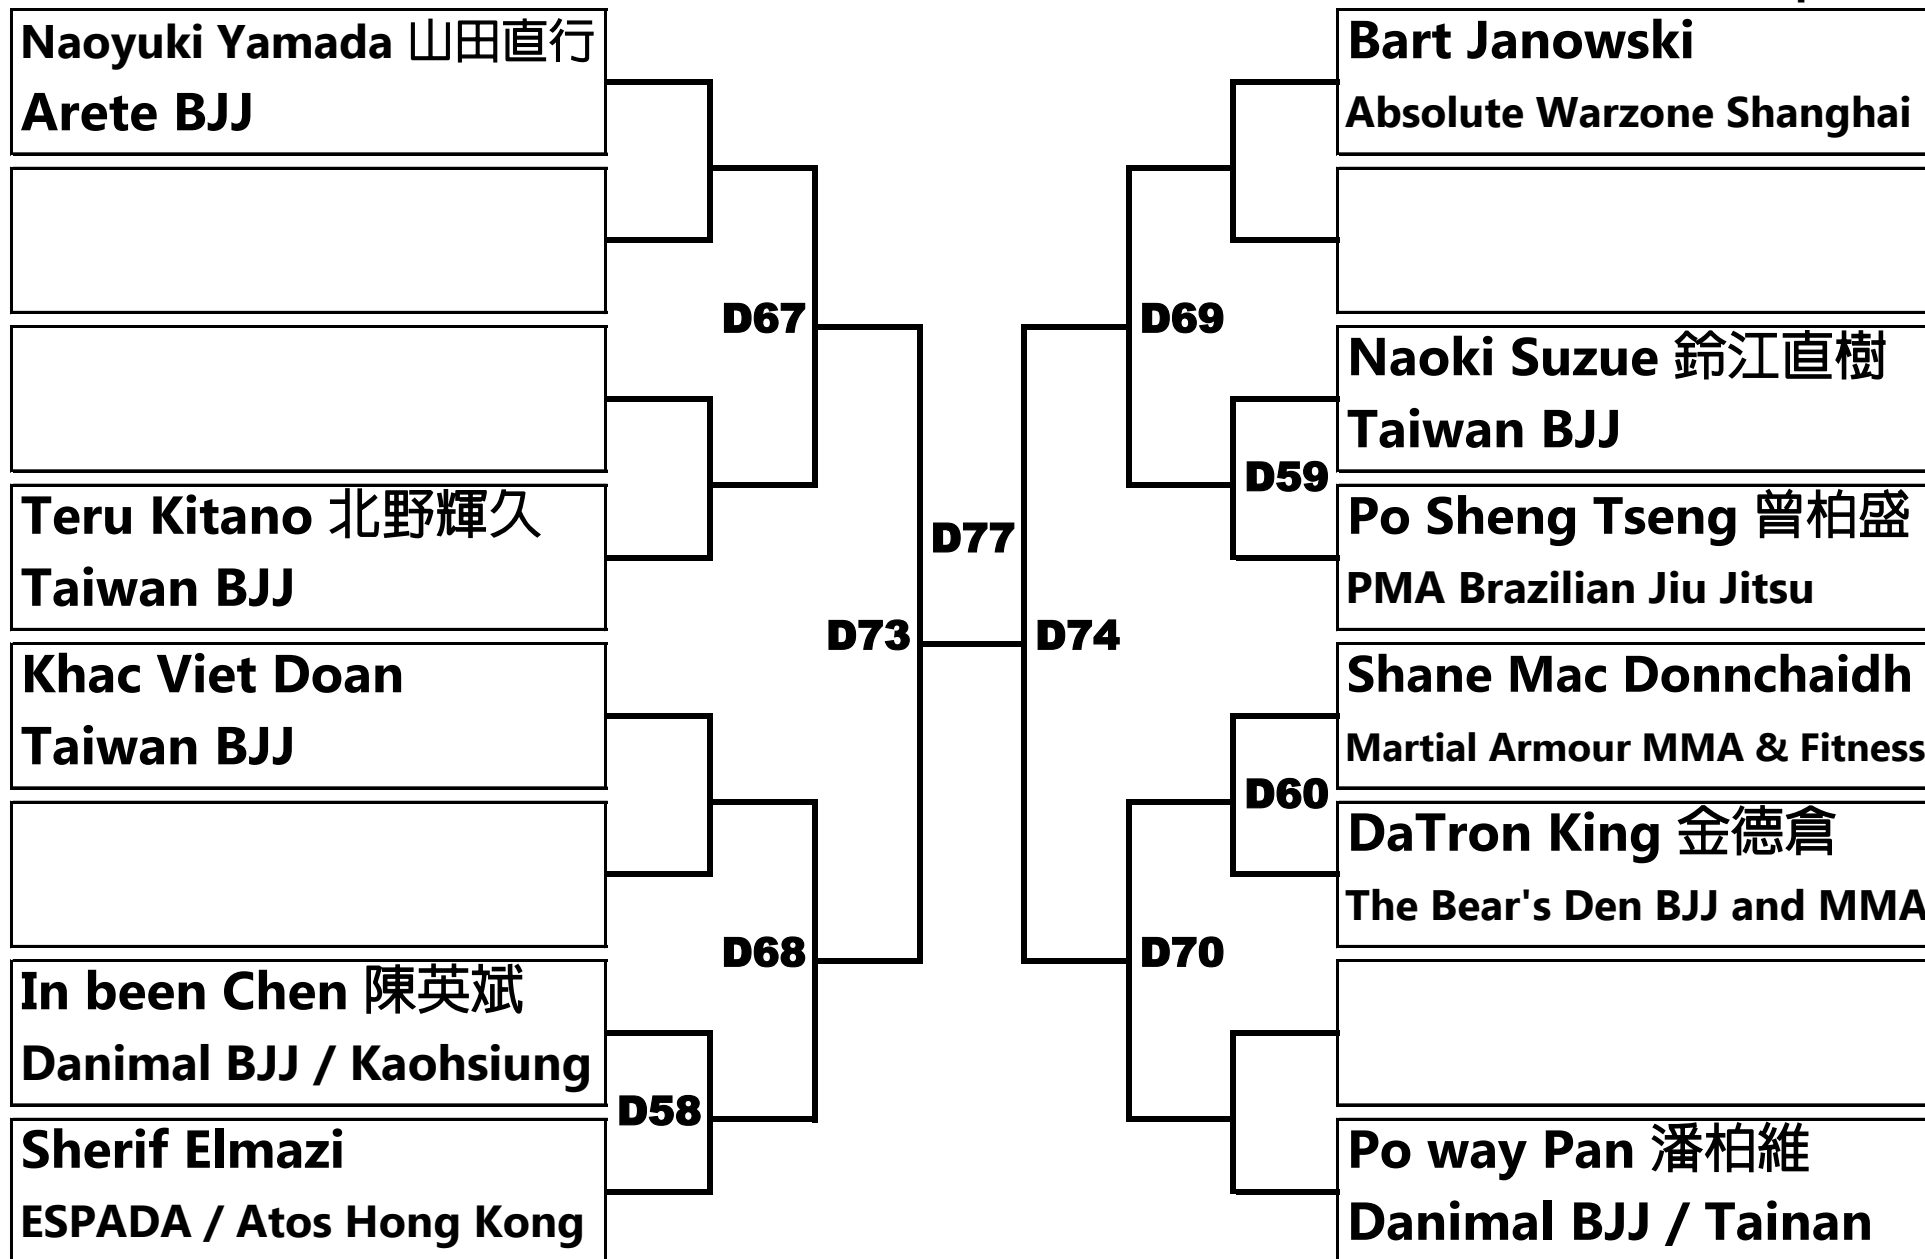 Naoyuki Yamada 山田直行
Arete BJJ
Teru Kitano 北野輝久
Taiwan BJJ
Khac Viet Doan
Taiwan BJJ
In been Chen 陳英斌
Danimal BJJ / Kaohsiung
Sherif Elmazi
ESPADA / Atos Hong Kong
D67
D68
D58
D73
D77
D74
D69
D59
D60
D70
Bart Janowski
Absolute Warzone Shanghai
Naoki Suzue 鈴江直樹
Taiwan BJJ
Po Sheng Tseng 曾柏盛
PMA Brazilian Jiu Jitsu
Shane Mac Donnchaidh
Martial Armour MMA & Fitness
DaTron King 金德倉
The Bear's Den BJJ and MMA
Po way Pan 潘柏維
Danimal BJJ / Tainan